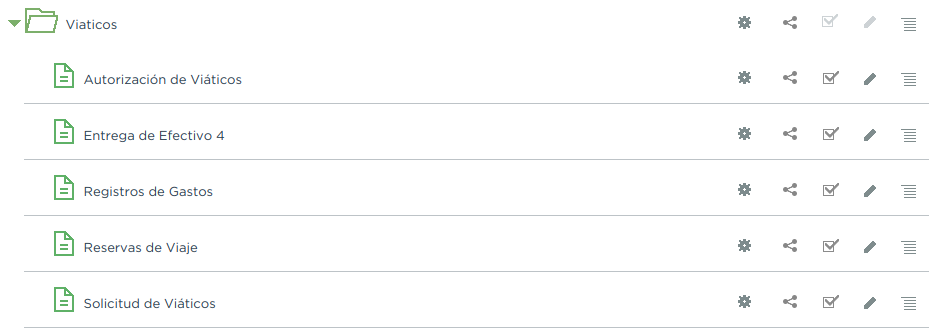 Viaticos
Autorización de Viáticos
Entrega de Efectivo 4
Registros de Gastos
Reservas de Viaje
Solicitud de Viáticos